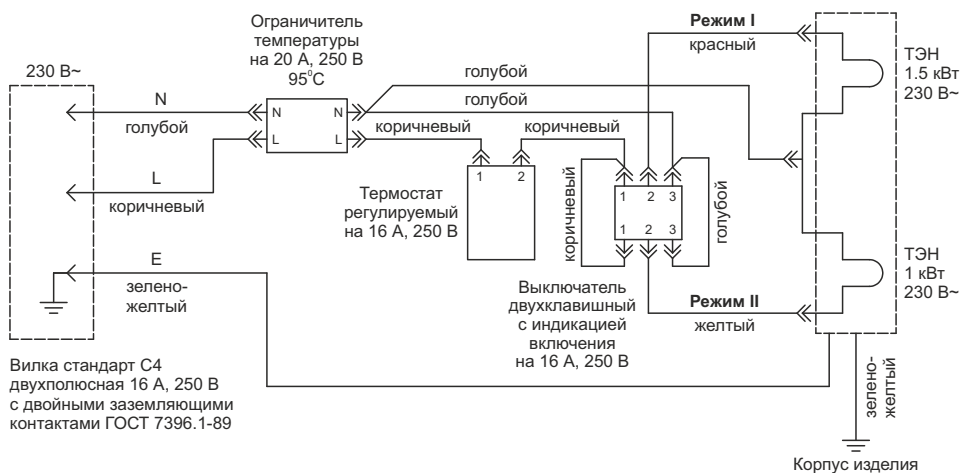 Ограничитель
температуры
на 20 А, 250 В
95⁰С
230 В~
N
голубой
L
коричневый
E
зелено-
желтый
N
N
L
L
голубой
голубой
коричневый
коричневый
1
2
Термостат
регулируемый
на 16 А, 250 В
Режим I
красный
коричневый
1
2
3
1
2
3
голубой
Выключатель
двухклавишный
с индикацией
включения
на 16 А, 250 В
Режим II
желтый
ТЭН
1.5 кВт
230 В~
ТЭН
1 кВт
230 В~
Вилка стандарт С4
двухполюсная 16 А, 250 В
с двойными заземляющими
контактами ГОСТ 7396.1-89
зелено-
желтый
Корпус изделия